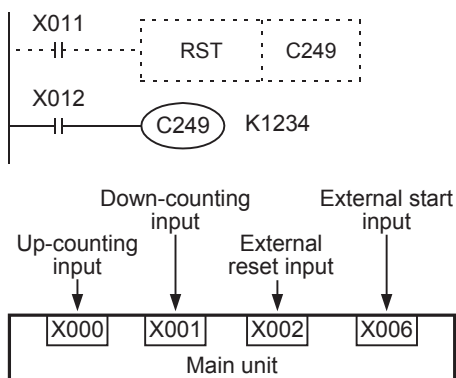 X011
RST C249
X012
C249 K1234
Down-counting input
External start input
Up-counting input
External reset input
X000 X001 X002 X006
Main unit